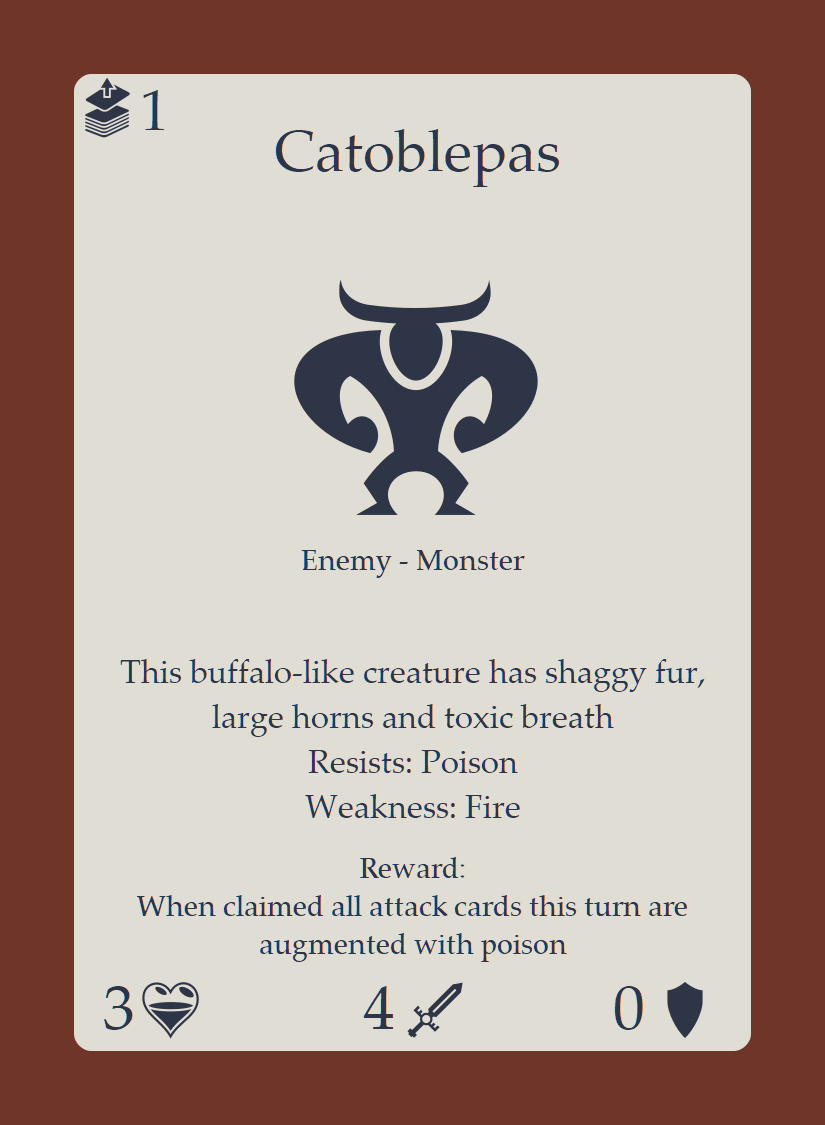 1
Catoblepas
Enemy - Monster
This buffalo-like creature has shaggy fur,
large horns and toxic breath
Resists: Poison
Weakness: Fire
Reward:
When claimed all attack cards this turn are
augmented with poison
3 4 0